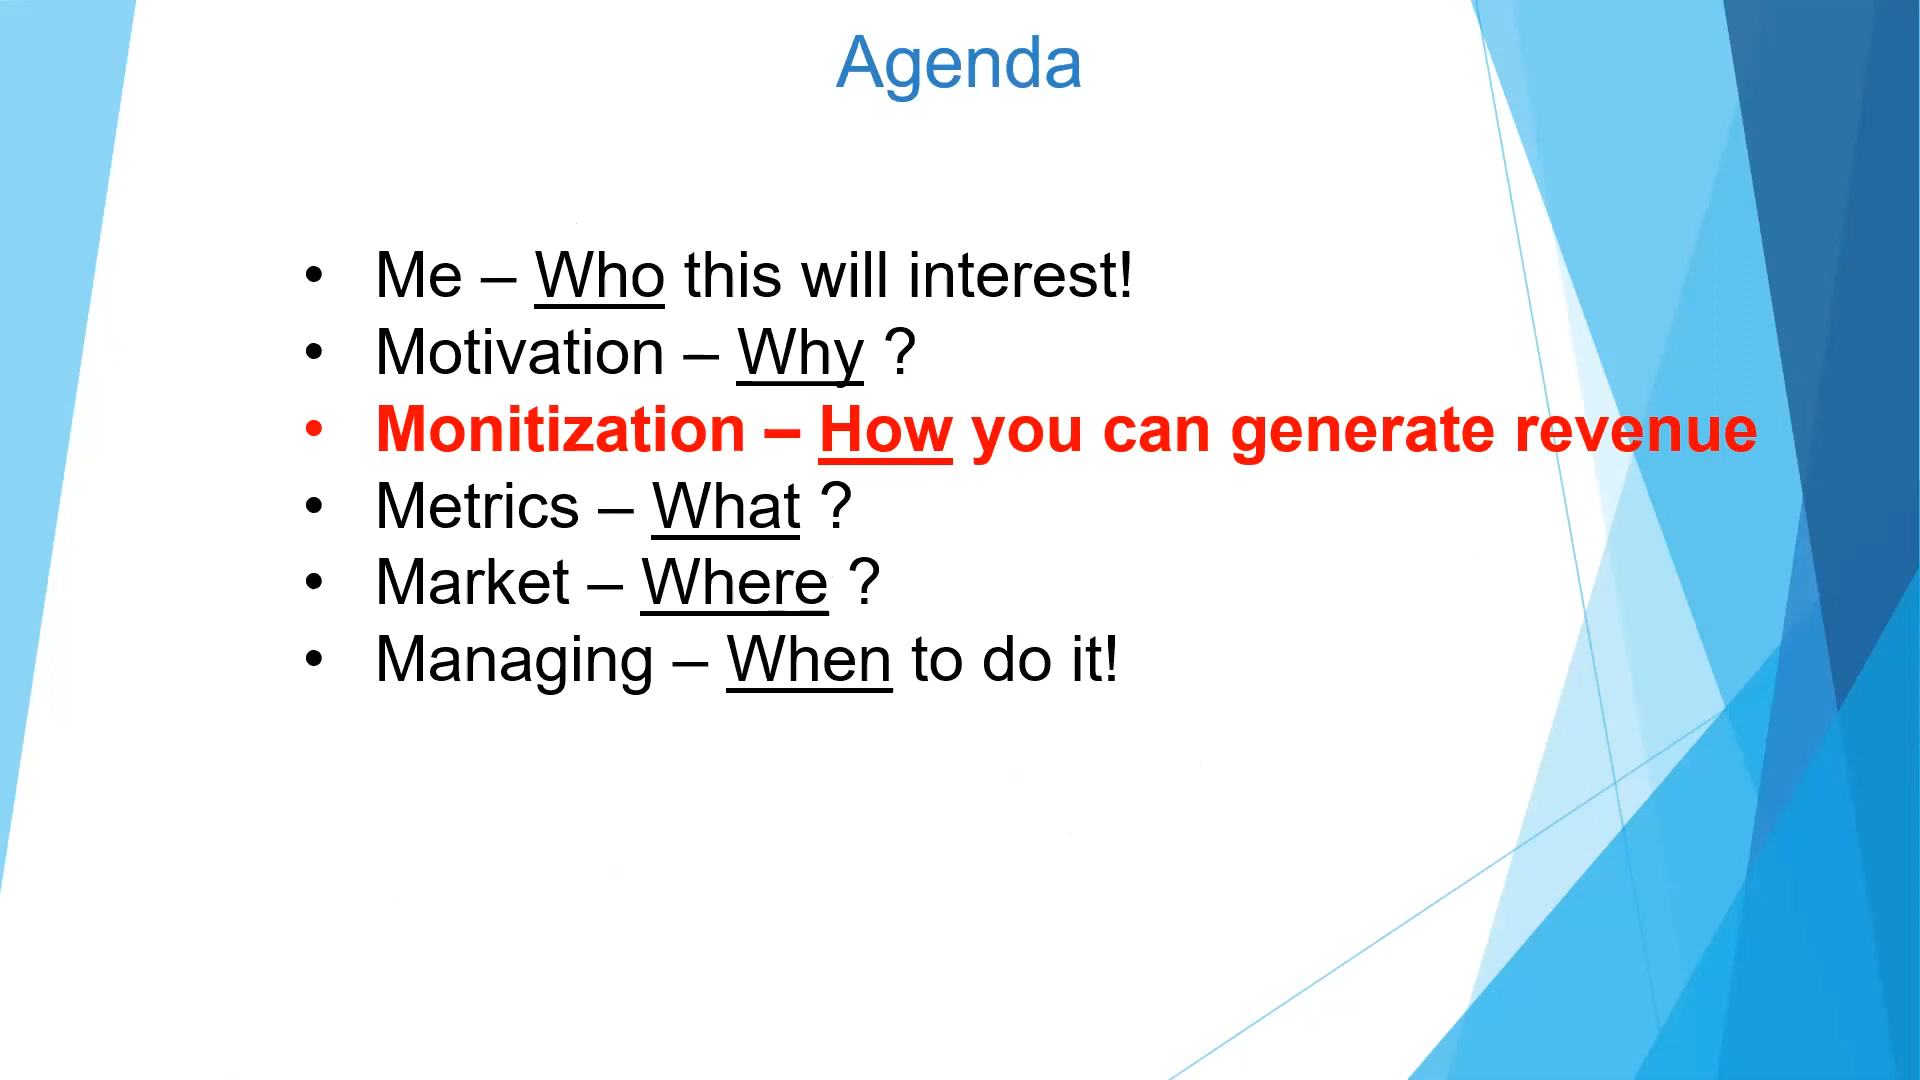 Agenda
• Me – Who this will interest!
• Motivation – Why ?
• Monitization – How you can generate revenue
• Metrics – What ?
• Market – Where ?
• Managing – When to do it!